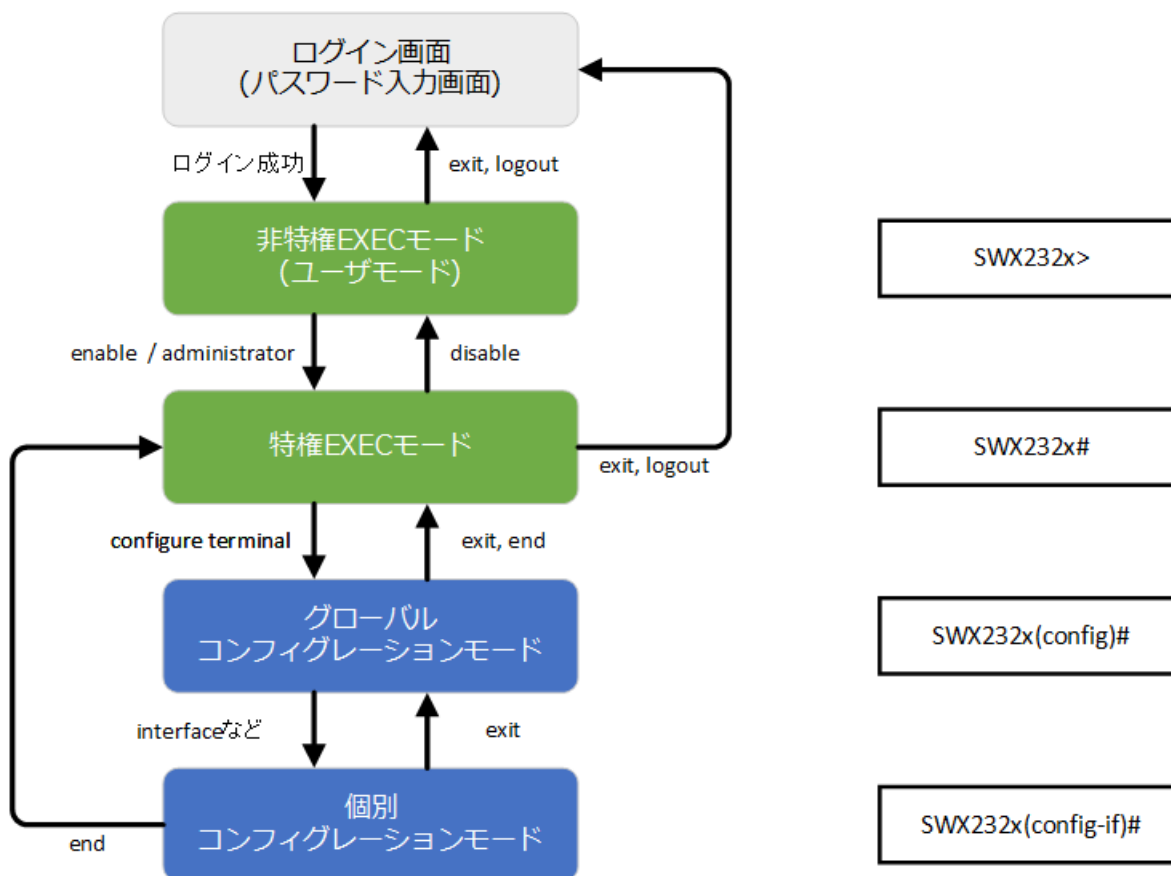 ログイン画面
(パスワード入力画面)
ログイン成功
exit, logout
非特権EXECモード
(ユーザモード)
SWX232x>
enable / administrator
disable
特権EXECモード
SWX232x#
exit, logout
configure terminal
exit, end
グローバル
コンフィグレーションモード
SWX232x(config)#
interfaceなど
exit
個別
コンフィグレーションモード
SWX232x(config-if)#
end